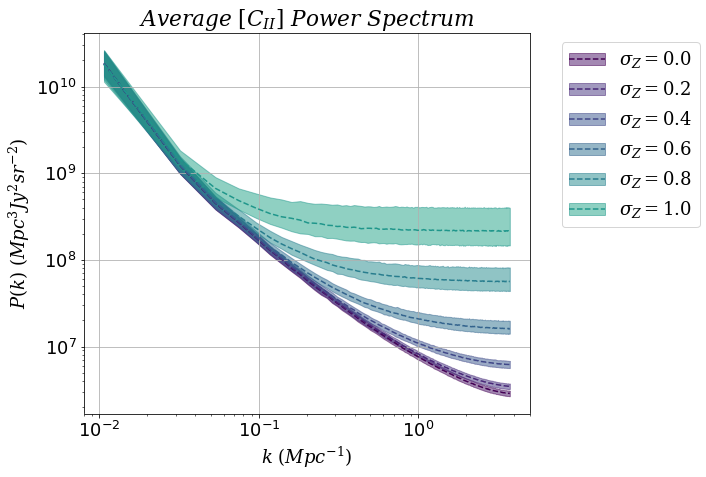 Average [C_{II}] Power Spectrum
P(k) (Mpc^3 Jy^2 sr^{-2})
10^{10}
10^9
10^8
10^7
10^{-2} 10^{-1} 10^0
k (Mpc^{-1})
σ_Z = 0.0
σ_Z = 0.2
σ_Z = 0.4
σ_Z = 0.6
σ_Z = 0.8
σ_Z = 1.0